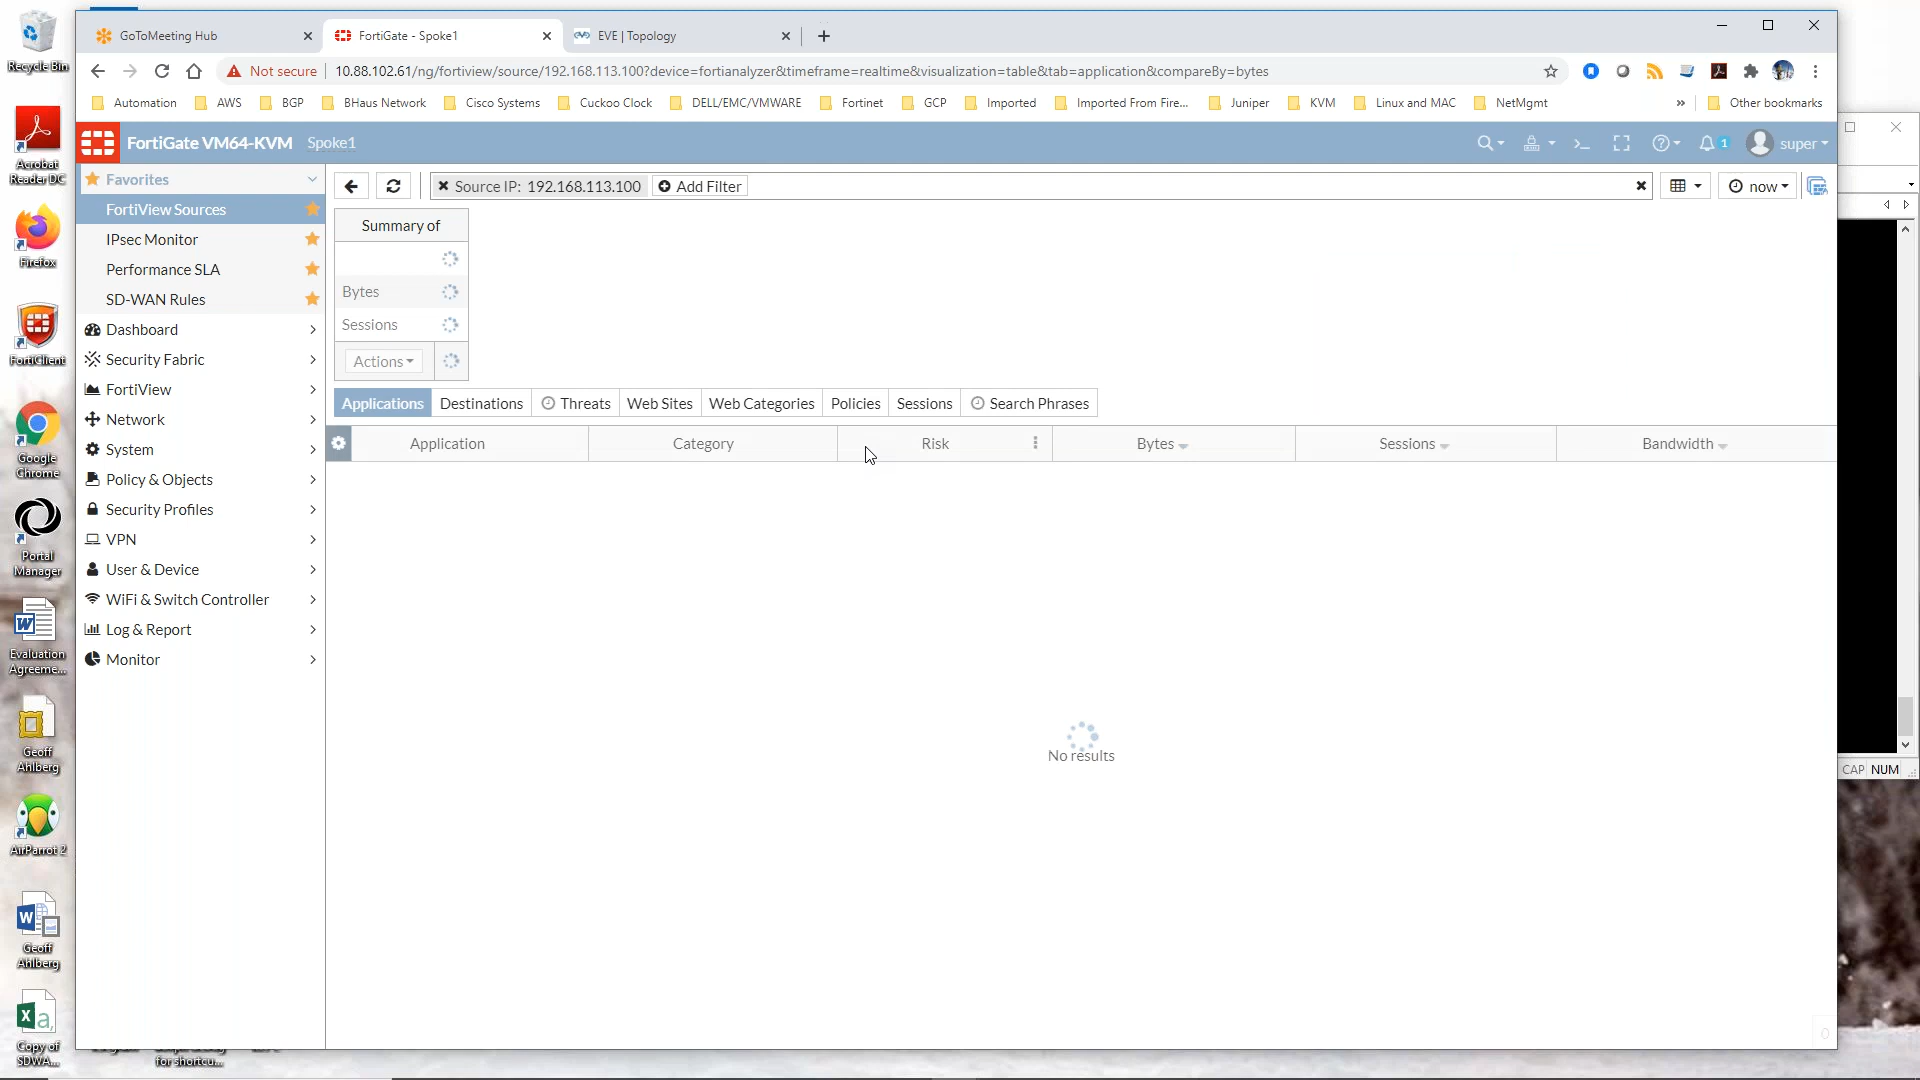 Recycle Bin
Acrobat
Reader DC
Firefox
FortiClient
Google
Chrome
Portal
Manager
Evaluation
Agreeme...
Geoff
Ahlberg
AirParrot 2
Geoff
Ahlberg
Copy of
SDWA...
for shortcu...
GoToMeeting Hub
FortiGate - Spoke1
EVE | Topology
Not secure
10.88.102.61/ng/fortiview/source/192.168.113.100?device=fortianalyzer&timeframe=realtime&visualization=table&tab=application&compareBy=bytes
Automation AWS BGP BHaus Network Cisco Systems Cuckoo Clock DELL/EMC/VMWARE Fortinet GCP Imported Imported From Fire... Juniper KVM Linux and MAC NetMgmt » Other bookmarks
FortiGate VM64-KVM Spoke1
1
super
Favorites
FortiView Sources
IPsec Monitor
Performance SLA
SD-WAN Rules
Dashboard
Security Fabric
FortiView
Network
System
Policy & Objects
Security Profiles
VPN
User & Device
WiFi & Switch Controller
Log & Report
Monitor
Source IP: 192.168.113.100
Add Filter
now
Summary of
Bytes
Sessions
Actions
Applications Destinations Threats Web Sites Web Categories Policies Sessions Search Phrases
Application Category Risk Bytes Sessions Bandwidth
No results
0
CAP NUM